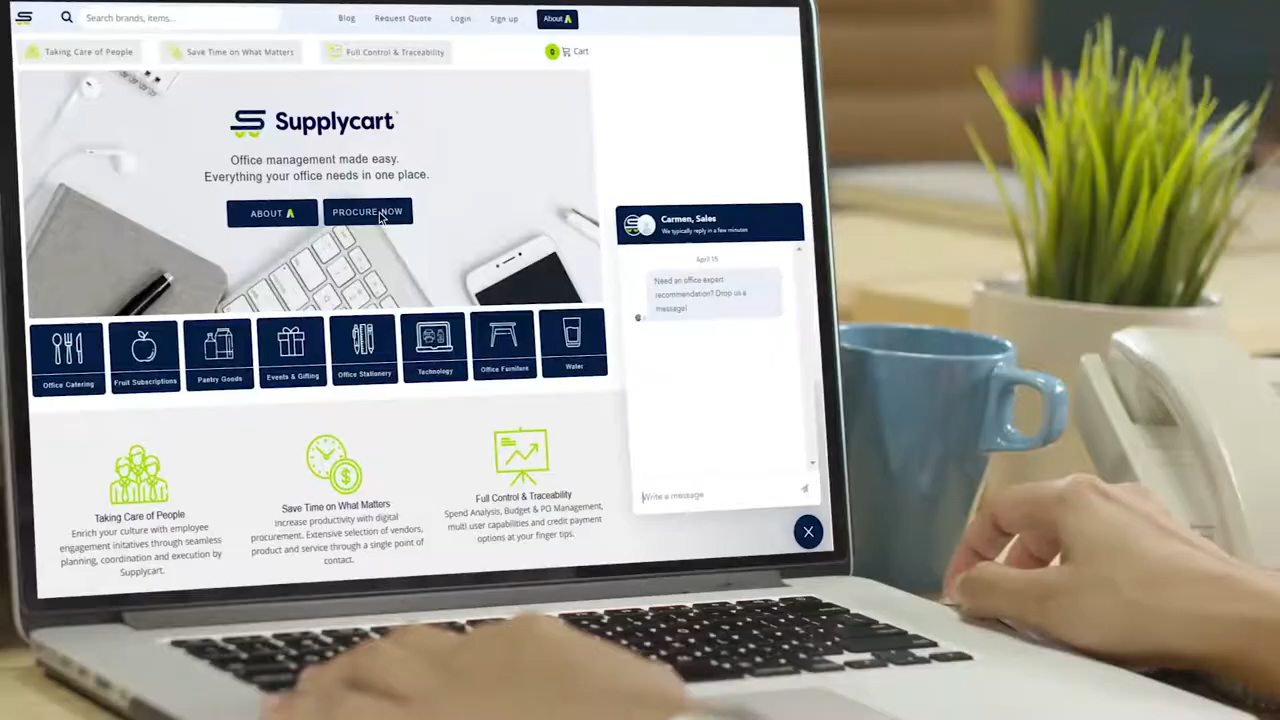 Search brands, items...
Blog
Request Quote
Login
Sign up
About
Taking Care of People
Save Time on What Matters
Full Control & Traceability
0
Cart
Supplycart™
Office management made easy.
Everything your office needs in one place.
ABOUT
PROCURE NOW
Carmen, Sales
We typically reply in a few minutes
April 15
Need an office expert
recommendation? Drop us a
message!
Office Catering
Fruit Subscriptions
Pantry Goods
Events & Gifting
Office Stationery
Technology
Office Furniture
Water
Write a message
Taking Care of People
Enrich your culture with employee
engagement initatives through seamless
planning, coordination and execution by
Supplycart.
Save Time on What Matters
Increase productivity with digital
procurement. Extensive selection of vendors,
product and service through a single point of
contact.
Full Control & Traceability
Spend Analysis, Budget & PO Management,
multi user capabilities and credit payment
options at your finger tips.